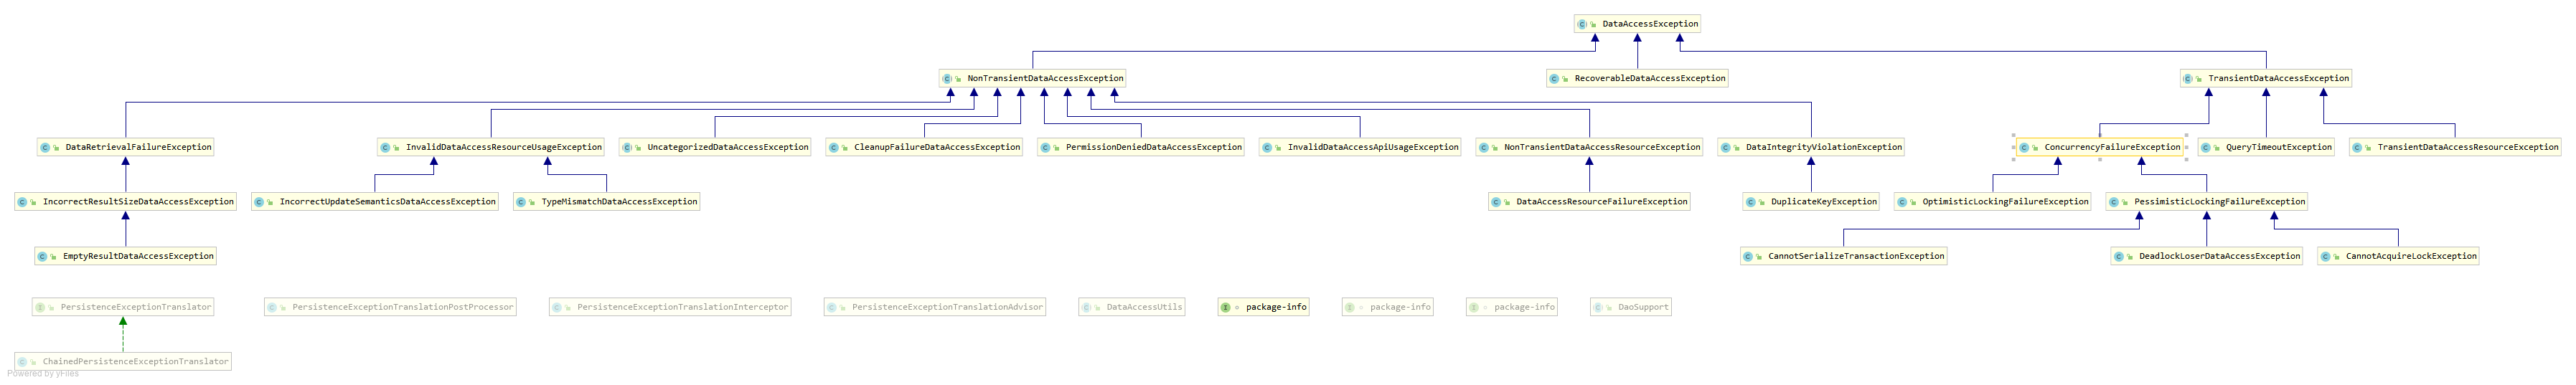 DataAccessException
NonTransientDataAccessException
RecoverableDataAccessException
TransientDataAccessException
DataRetrievalFailureException
InvalidDataAccessResourceUsageException
UncategorizedDataAccessException
CleanupFailureDataAccessException
PermissionDeniedDataAccessException
InvalidDataAccessApiUsageException
NonTransientDataAccessResourceException
DataIntegrityViolationException
ConcurrencyFailureException
QueryTimeoutException
TransientDataAccessResourceException
IncorrectResultSizeDataAccessException
IncorrectUpdateSemanticsDataAccessException
TypeMismatchDataAccessException
DataAccessResourceFailureException
DuplicateKeyException
OptimisticLockingFailureException
PessimisticLockingFailureException
EmptyResultDataAccessException
CannotSerializeTransactionException
DeadlockLoserDataAccessException
CannotAcquireLockException
PersistenceExceptionTranslator
PersistenceExceptionTranslationPostProcessor
PersistenceExceptionTranslationInterceptor
PersistenceExceptionTranslationAdvisor
DataAccessUtils
package-info
package-info
package-info
DaoSupport
ChainedPersistenceExceptionTranslator
Powered by yFiles